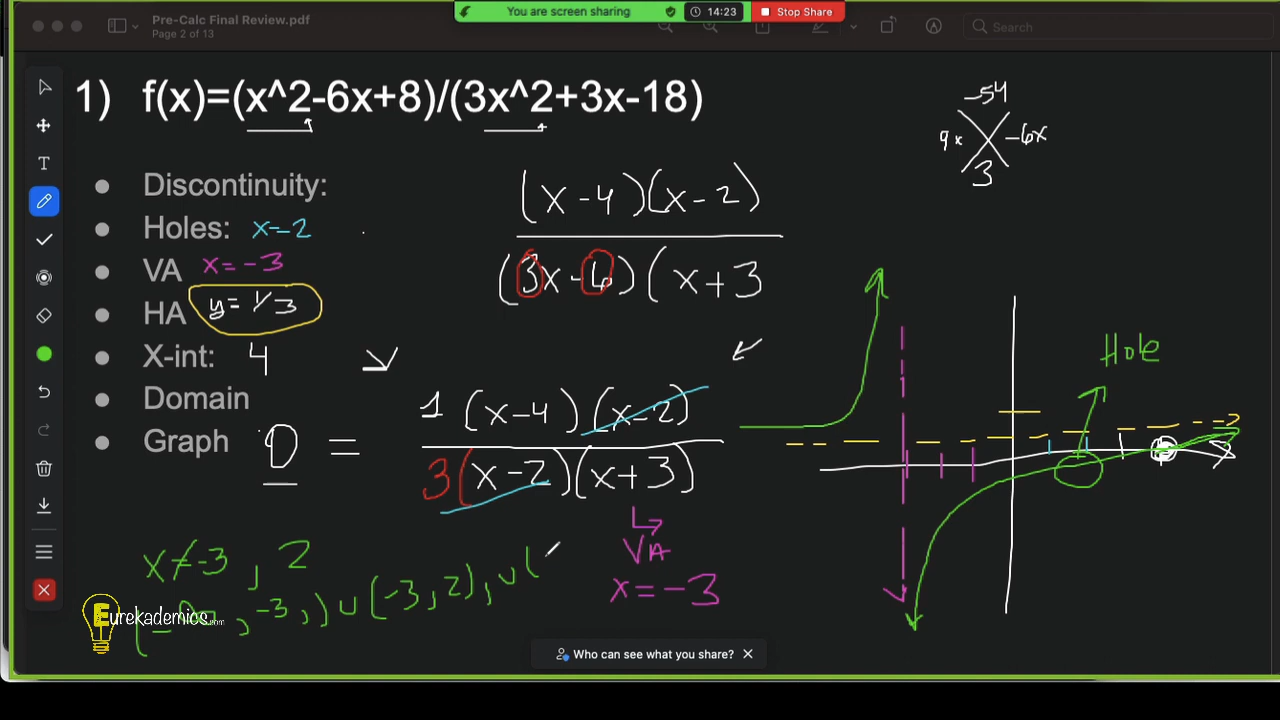 Pre-Calc Final Review.pdf
Page 2 of 13
You are screen sharing
14:23
Stop Share
Search
1) f(x)=(x^2-6x+8)/(3x^2+3x-18)
-54
9x
-6x
3
Discontinuity:
(x-4)(x-2)
Holes: x=2
(3x-6)(x+3
VA x=-3
HA y=1/3
X-int: 4
Hole
Domain
1(x-4)(x-2)
Graph 0 =
3(x-2)(x+3)
VA
x=-3
x≠-3, 2
(-∞, -3,) ∪ (-3, 2), ∪ (
Eurekademics.com
Who can see what you share?